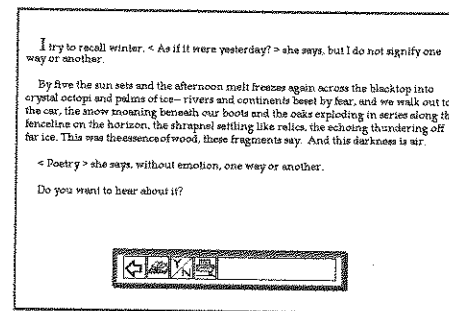 I try to recall winter. < As if it were yesterday? > she says, but I do not signify one
way or another.
By five the sun sets and the afternoon melt freezes again across the blacktop into
crystal octopi and palms of ice-- rivers and continents beset by fear, and we walk out to
the car, the snow moaning beneath our boots and the oaks exploding in series along the
fenceline on the horizon, the shrapnel settling like relics, the echoing thundering off
far ice. This was the essence of wood, these fragments say. And this darkness is air.
< Poetry > she says, without emotion, one way or another.
Do you want to hear about it?
Y/N